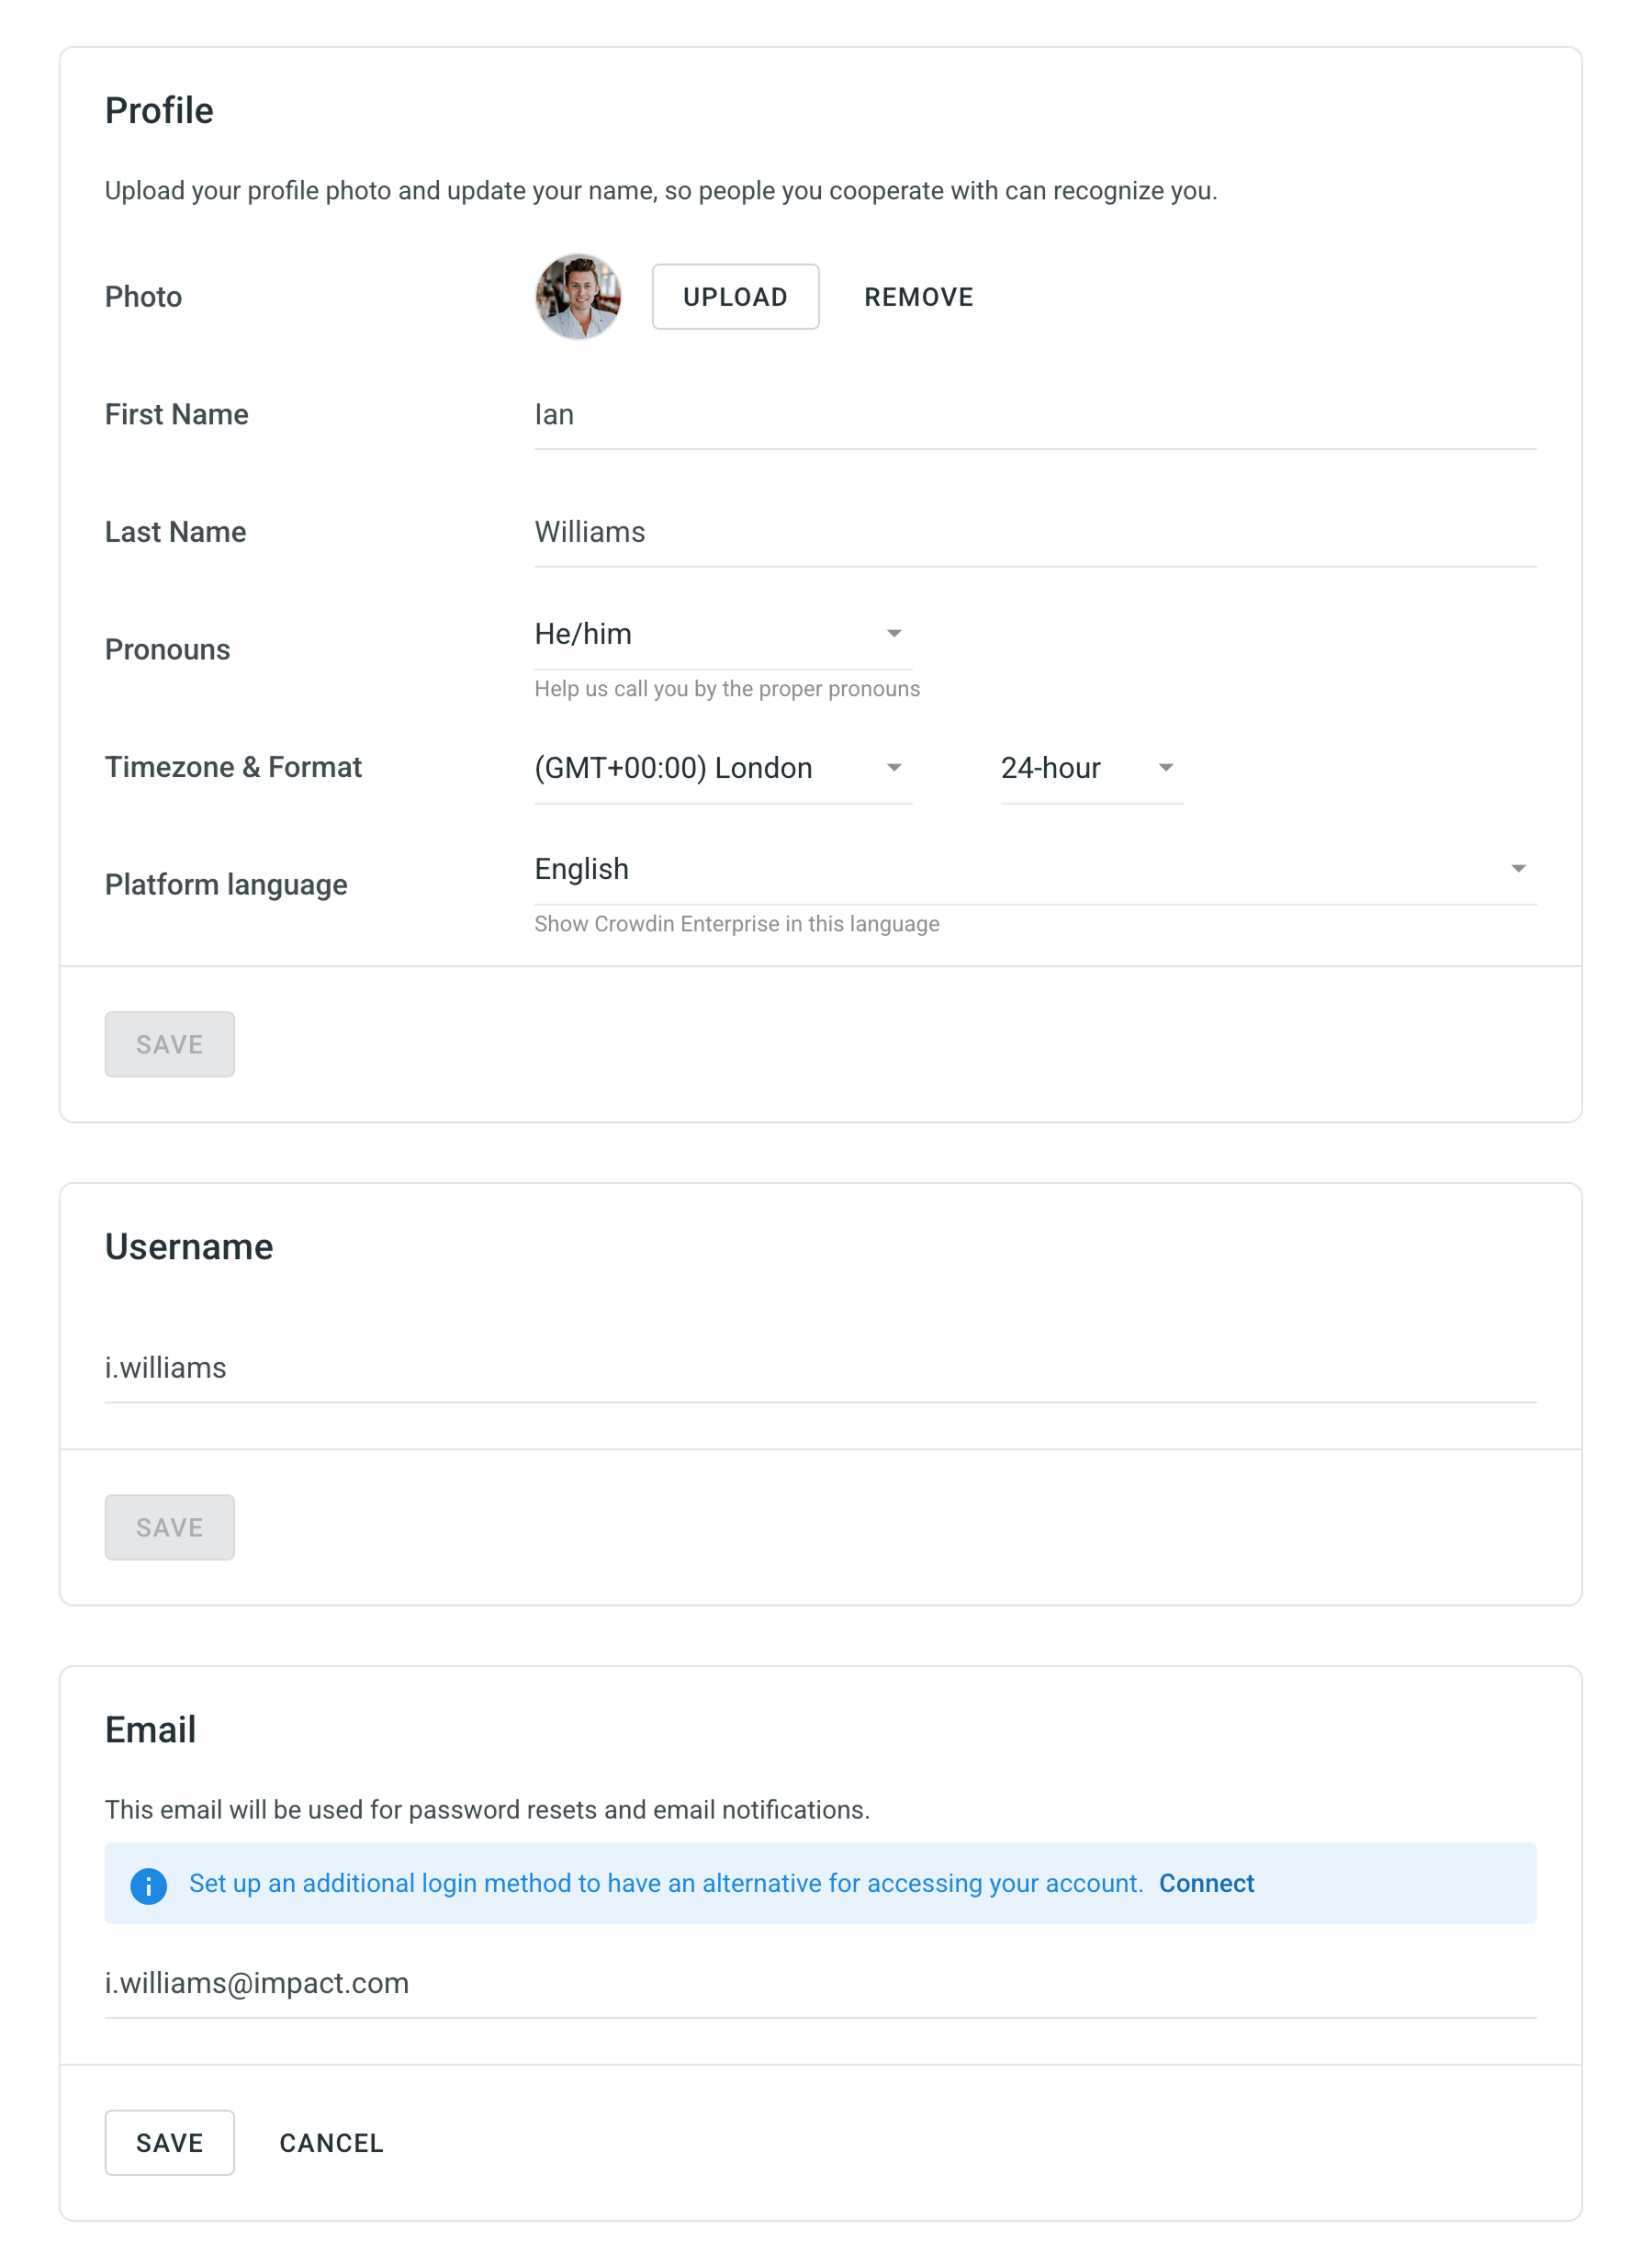 Profile
Upload your profile photo and update your name, so people you cooperate with can recognize you.
Photo
UPLOAD
REMOVE
First Name
Ian
Last Name
Williams
Pronouns
He/him
Help us call you by the proper pronouns
Timezone & Format
(GMT+00:00) London
24-hour
Platform language
English
Show Crowdin Enterprise in this language
SAVE
Username
i.williams
SAVE
Email
This email will be used for password resets and email notifications.
Set up an additional login method to have an alternative for accessing your account. Connect
i.williams@impact.com
SAVE
CANCEL